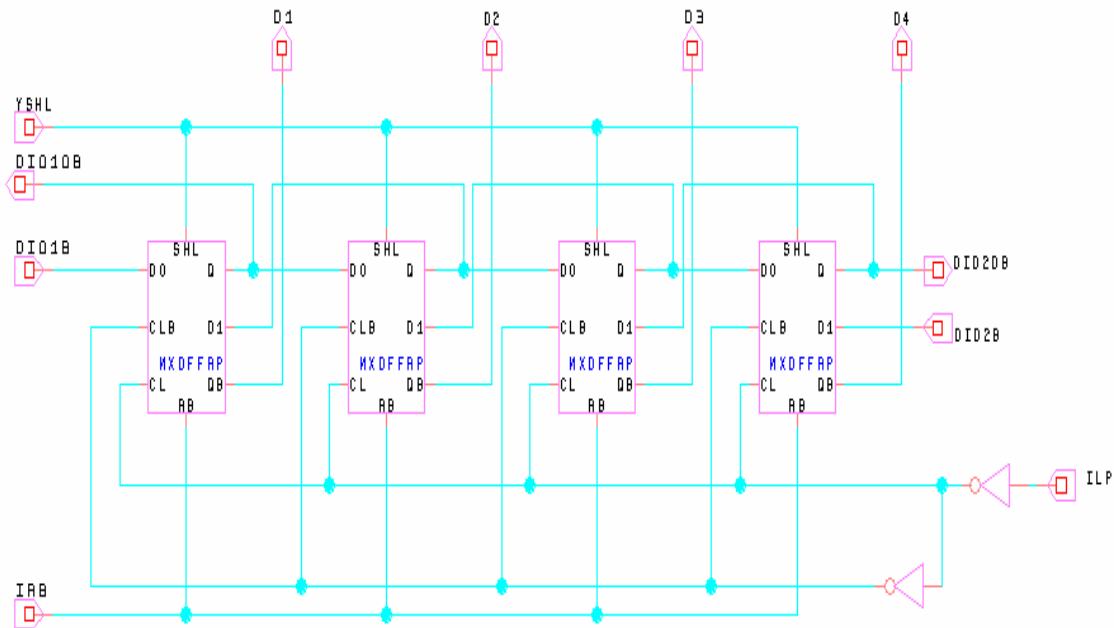 D1 D2 D3 D4
YSHL
DIO1OB
DIO1B
SHL SHL SHL SHL
D0 Q D0 Q D0 Q D0 Q
DIO2OB
CLB D1 CLB D1 CLB D1 CLB D1
DIO2B
MXDFFRP MXDFFRP MXDFFRP MXDFFRP
CL QB CL QB CL QB CL QB
RB RB RB RB
ILP
IRB